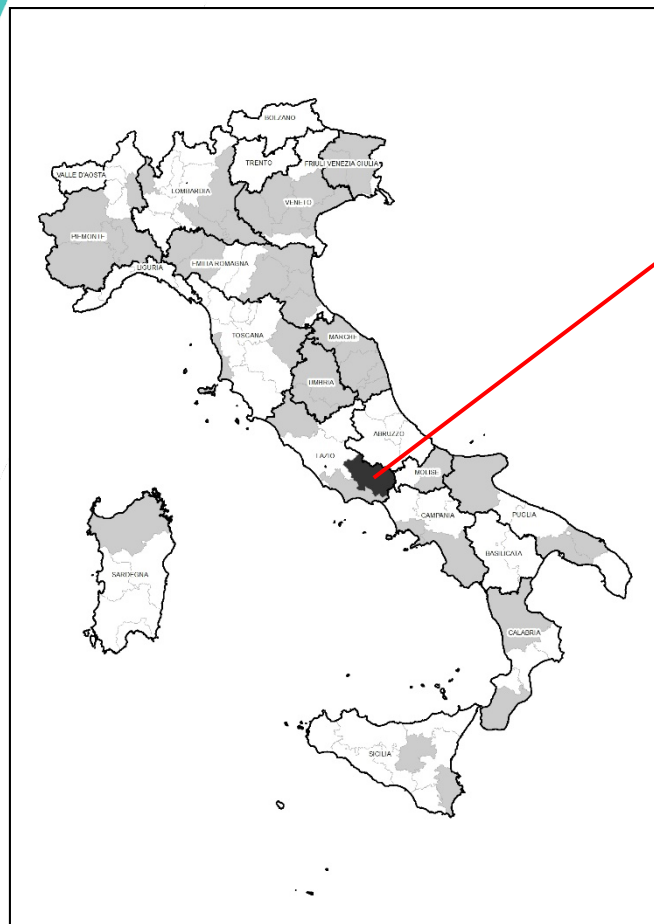 BOLZANO
TRENTO
FRIULI VENEZIA GIULIA
VALLE D'AOSTA
LOMBARDIA
VENETO
PIEMONTE
EMILIA ROMAGNA
LIGURIA
TOSCANA
MARCHE
UMBRIA
ABRUZZO
LAZIO
MOLISE
CAMPANIA
PUGLIA
BASILICATA
SARDEGNA
CALABRIA
SICILIA